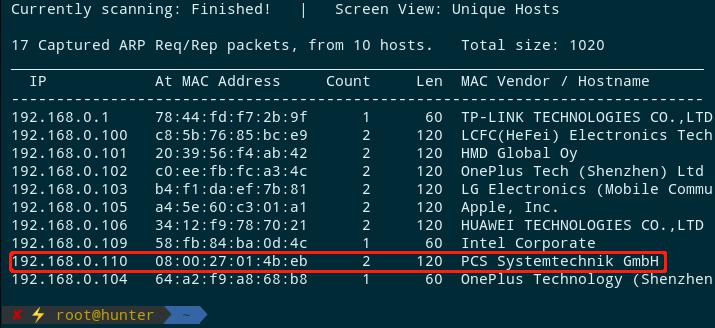 Currently scanning: Finished!   |   Screen View: Unique Hosts
17 Captured ARP Req/Rep packets, from 10 hosts.   Total size: 1020
_____________________________________________________________________________
IP            At MAC Address     Count     Len  MAC Vendor / Hostname
-----------------------------------------------------------------------------
192.168.0.1     78:44:fd:f7:2b:9f      1      60  TP-LINK TECHNOLOGIES CO.,LTD
192.168.0.100   c8:5b:76:85:bc:e9      2     120  LCFC(HeFei) Electronics Tech
192.168.0.101   20:39:56:f4:ab:42      2     120  HMD Global Oy
192.168.0.102   c0:ee:fb:fc:a3:4c      2     120  OnePlus Tech (Shenzhen) Ltd
192.168.0.103   b4:f1:da:ef:7b:81      2     120  LG Electronics (Mobile Commu
192.168.0.105   a4:5e:60:c3:01:a1      2     120  Apple, Inc.
192.168.0.106   34:12:f9:78:70:21      2     120  HUAWEI TECHNOLOGIES CO.,LTD
192.168.0.109   58:fb:84:ba:0d:4c      1      60  Intel Corporate
192.168.0.110   08:00:27:01:4b:eb      2     120  PCS Systemtechnik GmbH
192.168.0.104   64:a2:f9:a8:68:b8      1      60  OnePlus Technology (Shenzhen
✘ ⚡ root@hunter  ~